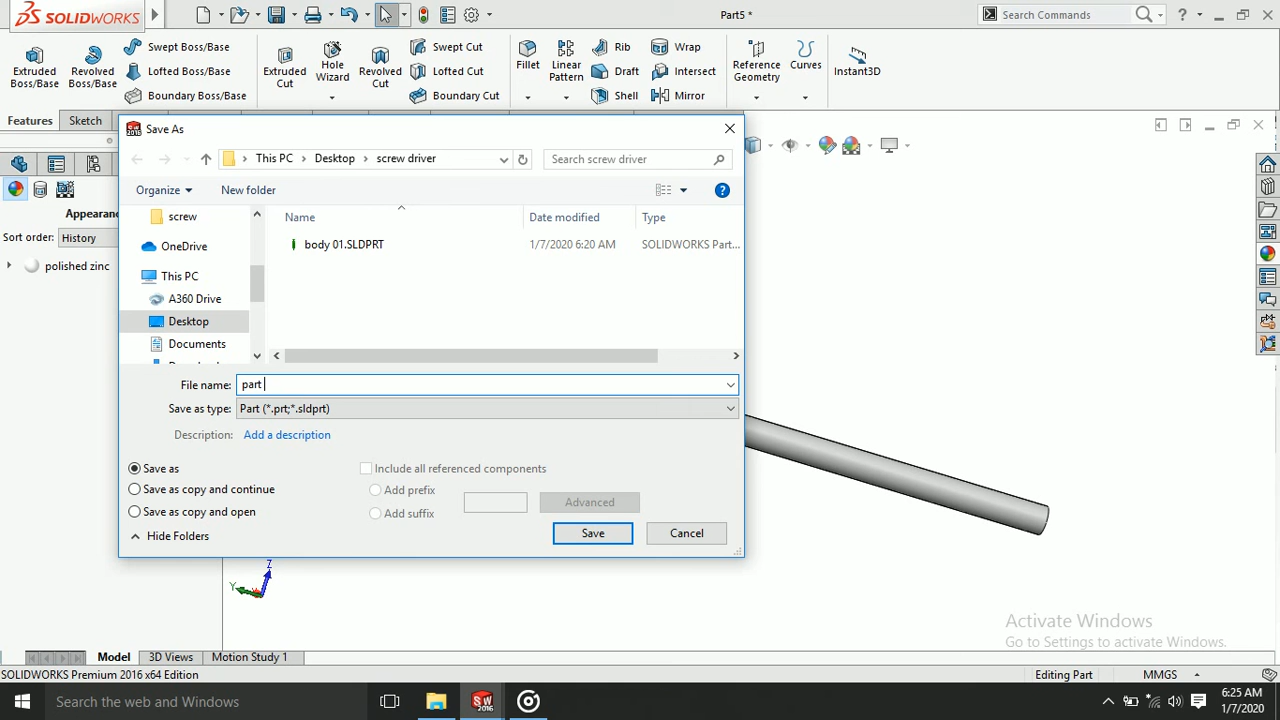 SOLIDWORKS
Part5 *
Search Commands
Extruded Boss/Base
Revolved Boss/Base
Swept Boss/Base
Lofted Boss/Base
Boundary Boss/Base
Extruded Cut
Hole Wizard
Revolved Cut
Swept Cut
Lofted Cut
Boundary Cut
Fillet
Linear Pattern
Rib
Draft
Shell
Wrap
Intersect
Mirror
Reference Geometry
Curves
Instant3D
Features
Sketch
Appearanc
Sort order: History
polished zinc
Save As
This PC > Desktop > screw driver
Search screw driver
Organize
New folder
screw
OneDrive
This PC
A360 Drive
Desktop
Documents
Name
Date modified
Type
body 01.SLDPRT
1/7/2020 6:20 AM
SOLIDWORKS Part...
File name: part
Save as type: Part (*.prt;*.sldprt)
Description: Add a description
Save as
Save as copy and continue
Save as copy and open
Include all referenced components
Add prefix
Add suffix
Advanced
Hide Folders
Save
Cancel
Z
Y
Activate Windows
Go to Settings to activate Windows.
Model
3D Views
Motion Study 1
SOLIDWORKS Premium 2016 x64 Edition
Editing Part
MMGS
Search the web and Windows
SW
2016
6:25 AM
1/7/2020